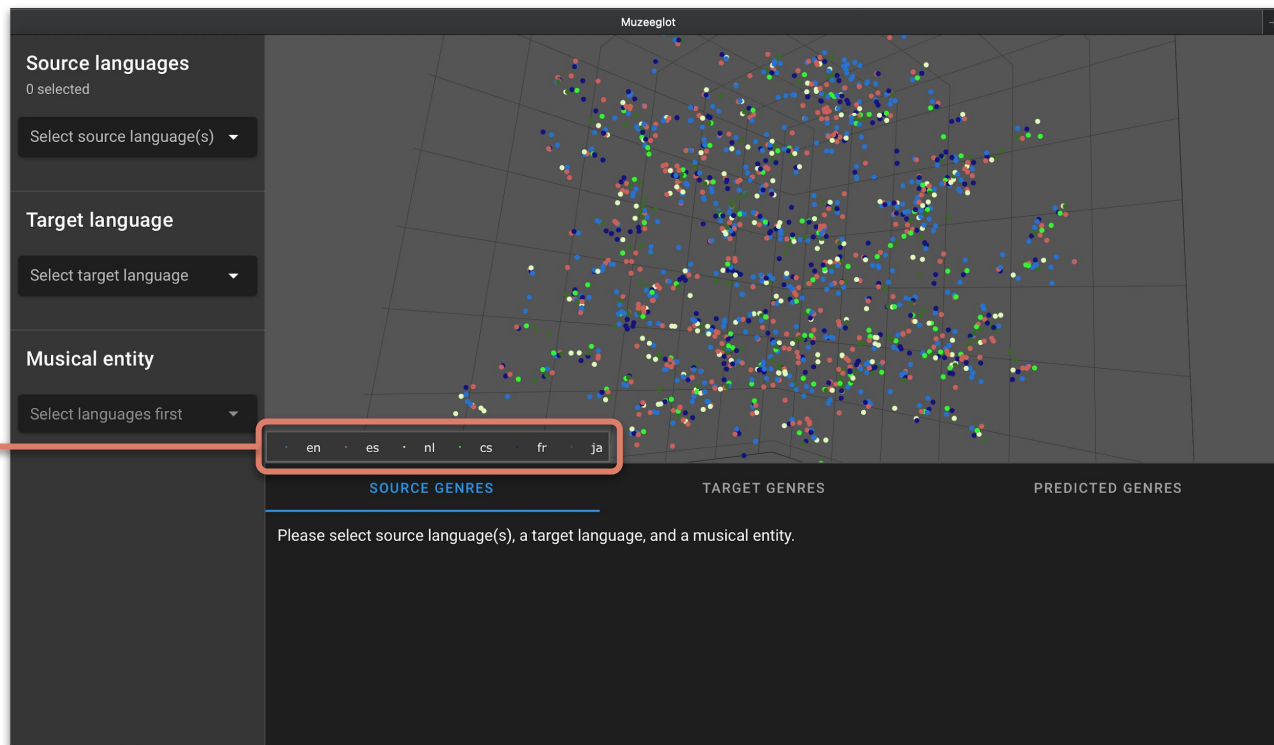 Muzeeglot
Source languages
0 selected
Select source language(s)
Target language
Select target language
Musical entity
Select languages first
en es nl cs fr ja
SOURCE GENRES TARGET GENRES PREDICTED GENRES
Please select source language(s), a target language, and a musical entity.